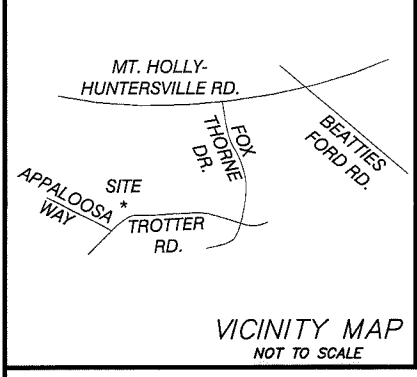 MT. HOLLY-
HUNTERSVILLE RD.
FOX
THORNE
DR.
BEATTIES
FORD RD.
APPALOOSA
WAY
SITE
*
TROTTER
RD.
VICINITY MAP
NOT TO SCALE